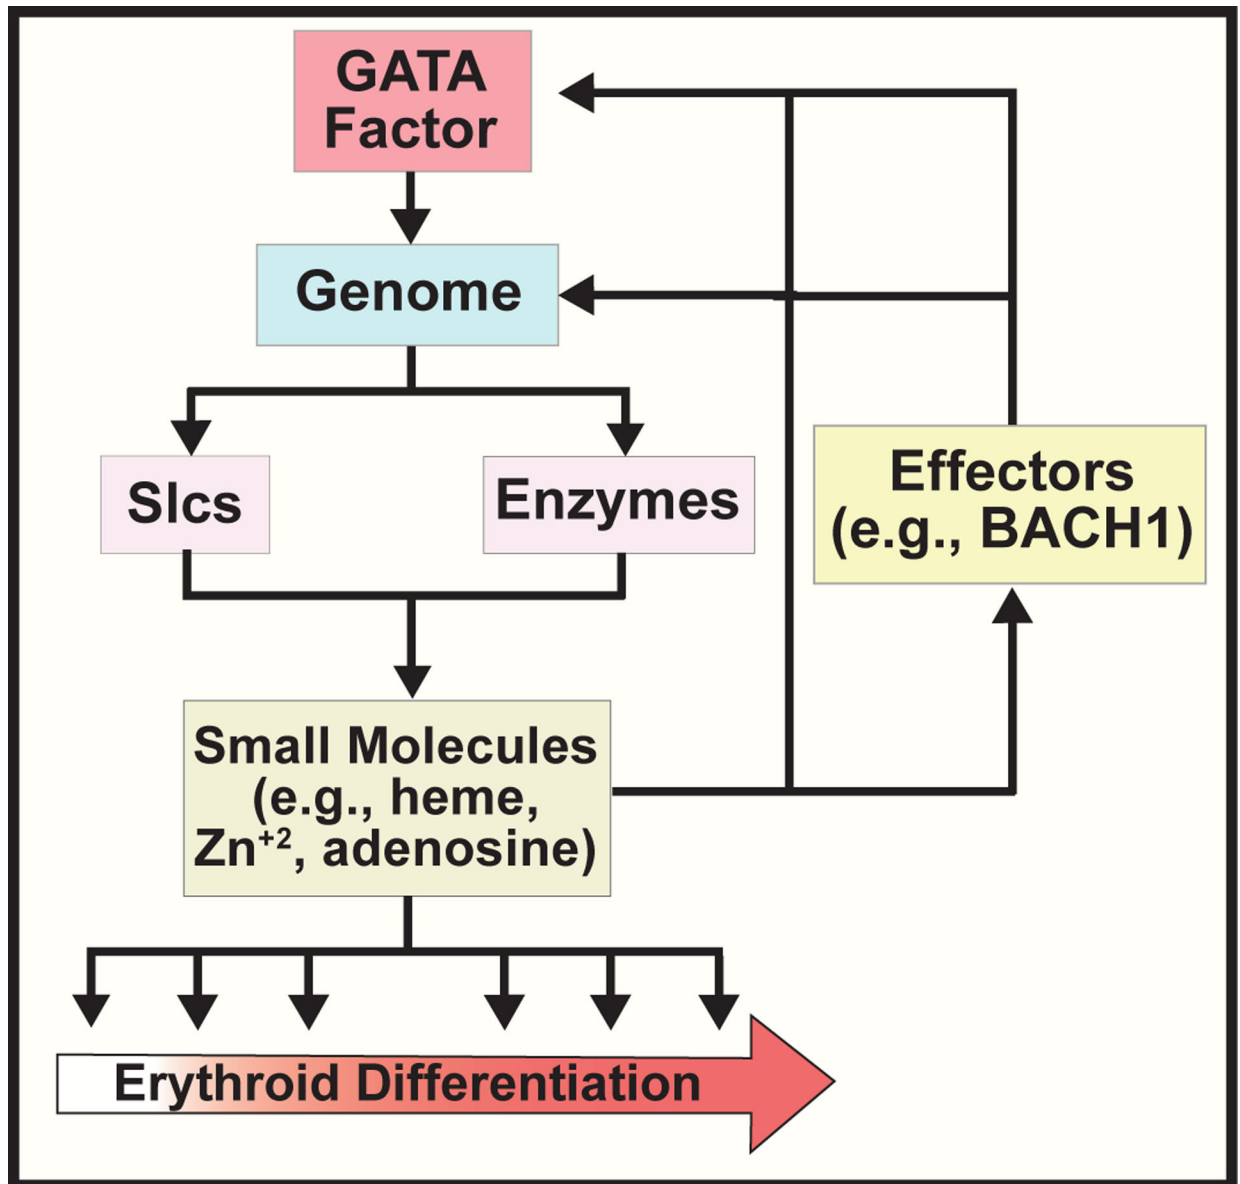 GATA
Factor
Genome
Slcs
Enzymes
Effectors
(e.g., BACH1)
Small Molecules
(e.g., heme,
Zn⁺², adenosine)
Erythroid Differentiation